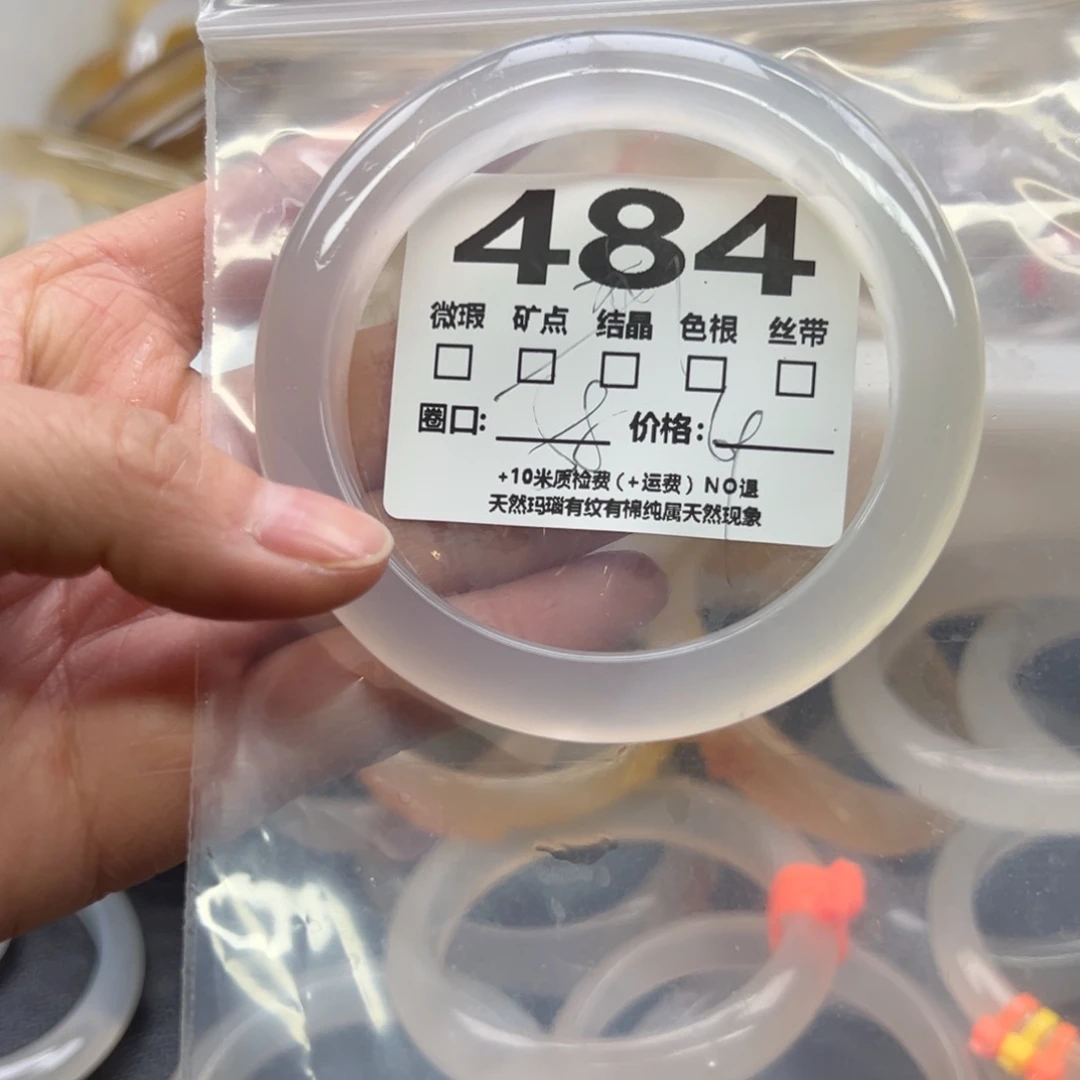 484
微瑕 矿点 结晶 色根 丝带
圈口: 价格:
+10米质检费(+运费)NO退
天然玛瑙有纹有棉纯属天然现象